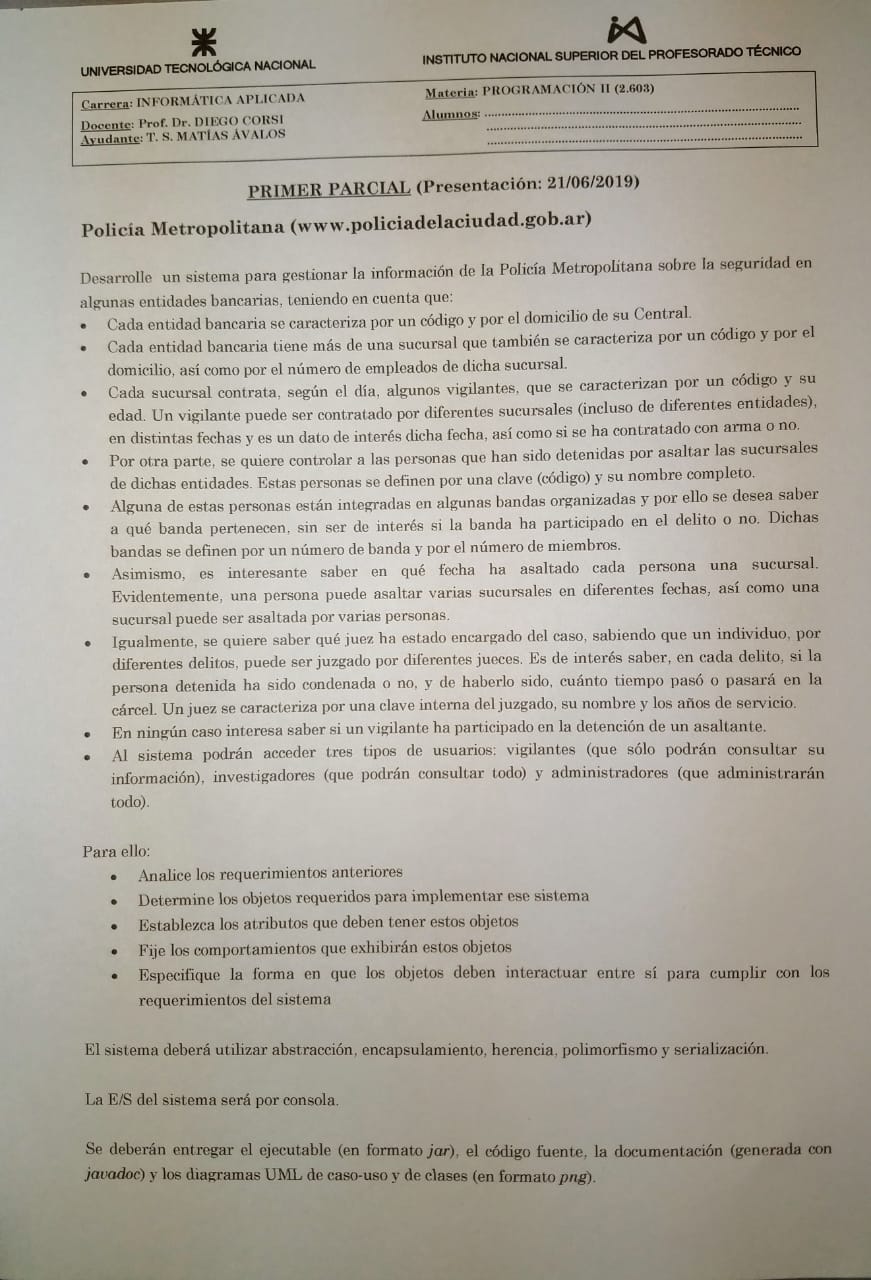 UNIVERSIDAD TECNOLÓGICA NACIONAL
INSTITUTO NACIONAL SUPERIOR DEL PROFESORADO TÉCNICO
Carrera: INFORMÁTICA APLICADA
Docente: Prof. Dr. DIEGO CORSI
Ayudante: T. S. MATÍAS ÁVALOS
Materia: PROGRAMACIÓN II (2.603)
Alumnos: ................................................................
................................................................
................................................................
PRIMER PARCIAL (Presentación: 21/06/2019)
Policía Metropolitana (www.policiadelaciudad.gob.ar)
Desarrolle un sistema para gestionar la información de la Policía Metropolitana sobre la seguridad en
algunas entidades bancarias, teniendo en cuenta que:
• Cada entidad bancaria se caracteriza por un código y por el domicilio de su Central.
• Cada entidad bancaria tiene más de una sucursal que también se caracteriza por un código y por el
domicilio, así como por el número de empleados de dicha sucursal.
• Cada sucursal contrata, según el día, algunos vigilantes, que se caracterizan por un código y su
edad. Un vigilante puede ser contratado por diferentes sucursales (incluso de diferentes entidades),
en distintas fechas y es un dato de interés dicha fecha, así como si se ha contratado con arma o no.
• Por otra parte, se quiere controlar a las personas que han sido detenidas por asaltar las sucursales
de dichas entidades. Estas personas se definen por una clave (código) y su nombre completo.
• Alguna de estas personas están integradas en algunas bandas organizadas y por ello se desea saber
a qué banda pertenecen, sin ser de interés si la banda ha participado en el delito o no. Dichas
bandas se definen por un número de banda y por el número de miembros.
• Asimismo, es interesante saber en qué fecha ha asaltado cada persona una sucursal.
Evidentemente, una persona puede asaltar varias sucursales en diferentes fechas, así como una
sucursal puede ser asaltada por varias personas.
• Igualmente, se quiere saber qué juez ha estado encargado del caso, sabiendo que un individuo, por
diferentes delitos, puede ser juzgado por diferentes jueces. Es de interés saber, en cada delito, si la
persona detenida ha sido condenada o no, y de haberlo sido, cuánto tiempo pasó o pasará en la
cárcel. Un juez se caracteriza por una clave interna del juzgado, su nombre y los años de servicio.
• En ningún caso interesa saber si un vigilante ha participado en la detención de un asaltante.
• Al sistema podrán acceder tres tipos de usuarios: vigilantes (que sólo podrán consultar su
información), investigadores (que podrán consultar todo) y administradores (que administrarán
todo).
Para ello:
• Analice los requerimientos anteriores
• Determine los objetos requeridos para implementar ese sistema
• Establezca los atributos que deben tener estos objetos
• Fije los comportamientos que exhibirán estos objetos
• Especifique la forma en que los objetos deben interactuar entre sí para cumplir con los
requerimientos del sistema
El sistema deberá utilizar abstracción, encapsulamiento, herencia, polimorfismo y serialización.
La E/S del sistema será por consola.
Se deberán entregar el ejecutable (en formato jar), el código fuente, la documentación (generada con
javadoc) y los diagramas UML de caso-uso y de clases (en formato png).